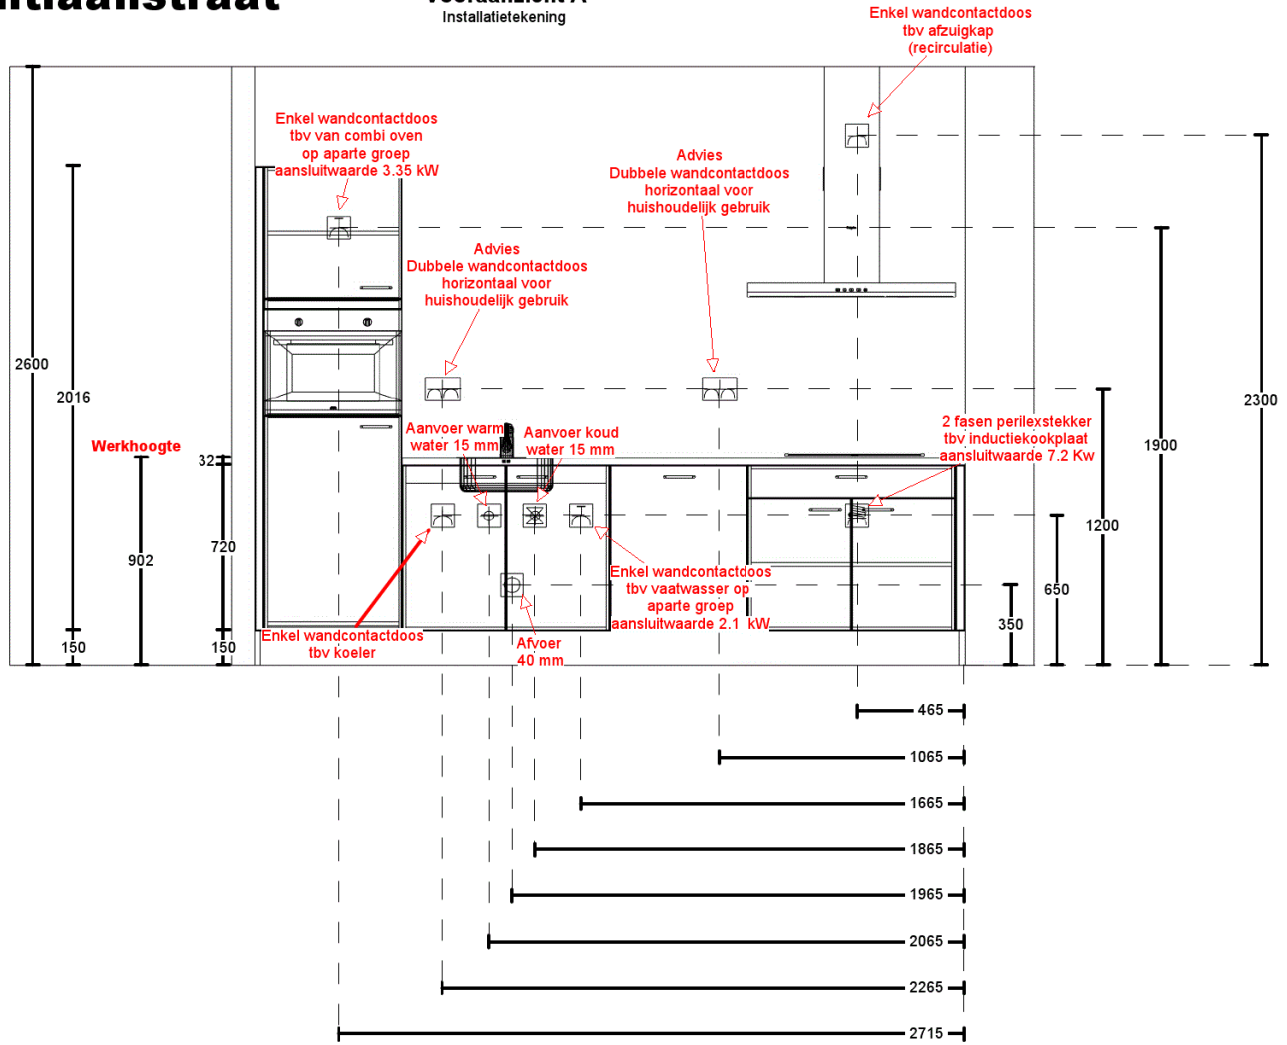 Installatietekening
Enkel wandcontactdoos
tbv afzuigkap
(recirculatie)
Enkel wandcontactdoos
tbv van combi oven
op aparte groep
aansluitwaarde 3.35 kW
Advies
Dubbele wandcontactdoos
horizontaal voor
huishoudelijk gebruik
Advies
Dubbele wandcontactdoos
horizontaal voor
huishoudelijk gebruik
2600
2016
2300
1900
Werkhoogte
Aanvoer warm
water 15 mm
Aanvoer koud
water 15 mm
2 fasen perilexstekker
tbv inductiekookplaat
aansluitwaarde 7.2 Kw
32
720
902
1200
650
350
150
150
Enkel wandcontactdoos
tbv vaatwasser op
aparte groep
aansluitwaarde 2.1 kW
Enkel wandcontactdoos
tbv koeler
Afvoer
40 mm
465
1065
1665
1865
1965
2065
2265
2715